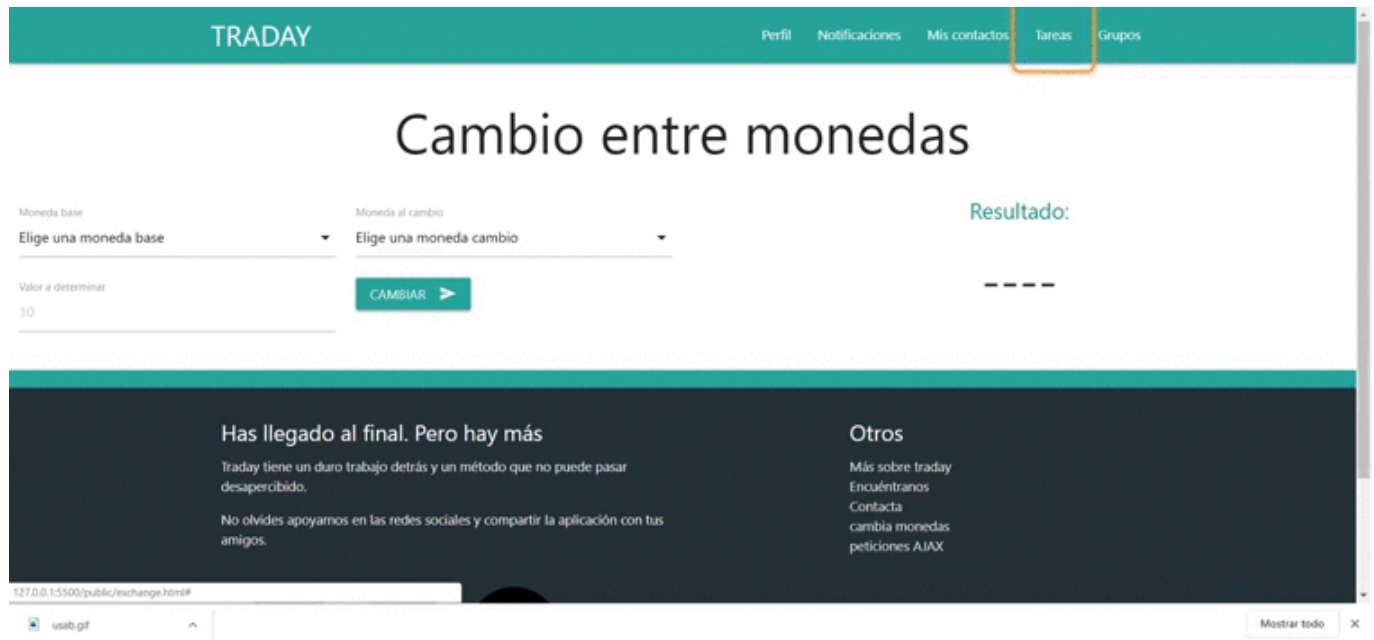 TRADAY
Perfil Notificaciones Mis contactos Tareas Grupos
Cambio entre monedas
Moneda base
Elige una moneda base
Moneda al cambio
Elige una moneda cambio
Resultado:
Valor a determinar
10
CAMBIAR
----
Has llegado al final. Pero hay más
Traday tiene un duro trabajo detrás y un método que no puede pasar
desapercibido.
No olvides apoyarnos en las redes sociales y compartir la aplicación con tus
amigos.
Otros
Más sobre traday
Encuéntranos
Contacta
cambia monedas
peticiones AJAX
127.0.0.1:5500/public/exchange.html#
usab.gif
Mostrar todo